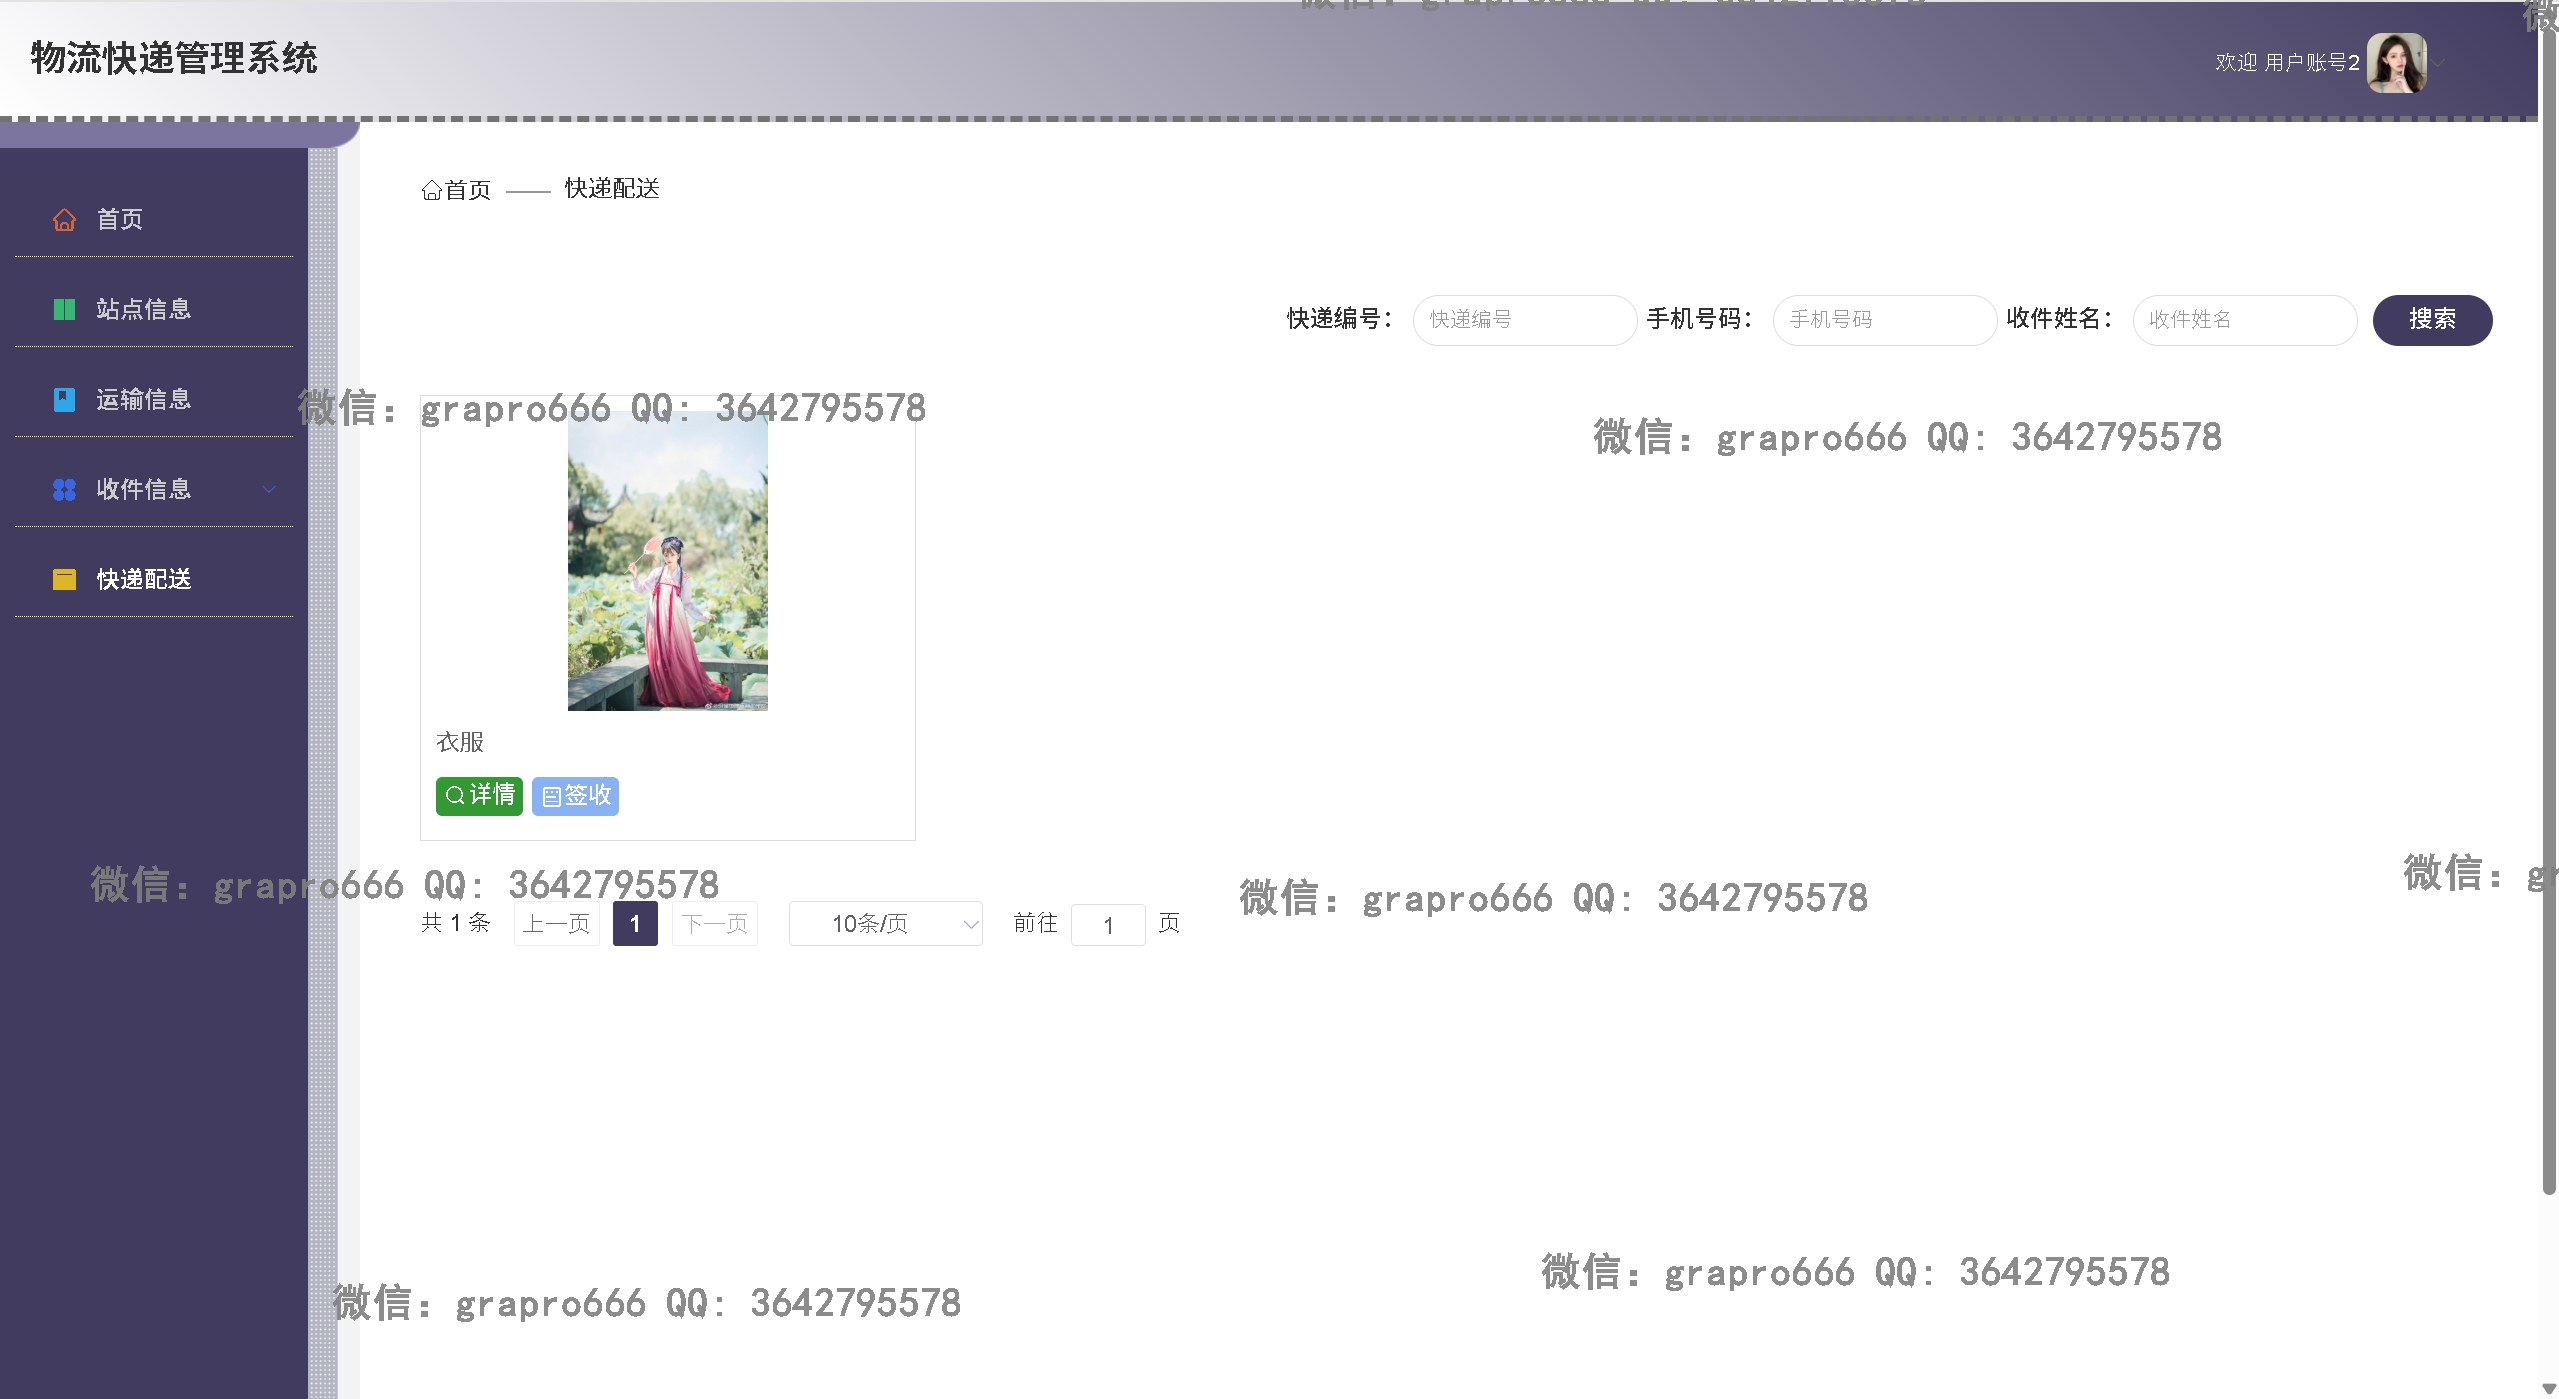 物流快递管理系统
欢迎 用户账号2
首页
站点信息
运输信息
收件信息
快递配送
首页 —— 快递配送
快递编号： 快递编号 手机号码： 手机号码 收件姓名： 收件姓名 搜索
微信：grapro666 QQ: 3642795578
微信：grapro666 QQ: 3642795578
衣服
详情 签收
微信：grapro666 QQ: 3642795578
微信：grapro666 QQ: 3642795578
微信：gr
共 1 条 上一页 1 下一页 10条/页 前往 1 页
微信：grapro666 QQ: 3642795578
微信：grapro666 QQ: 3642795578